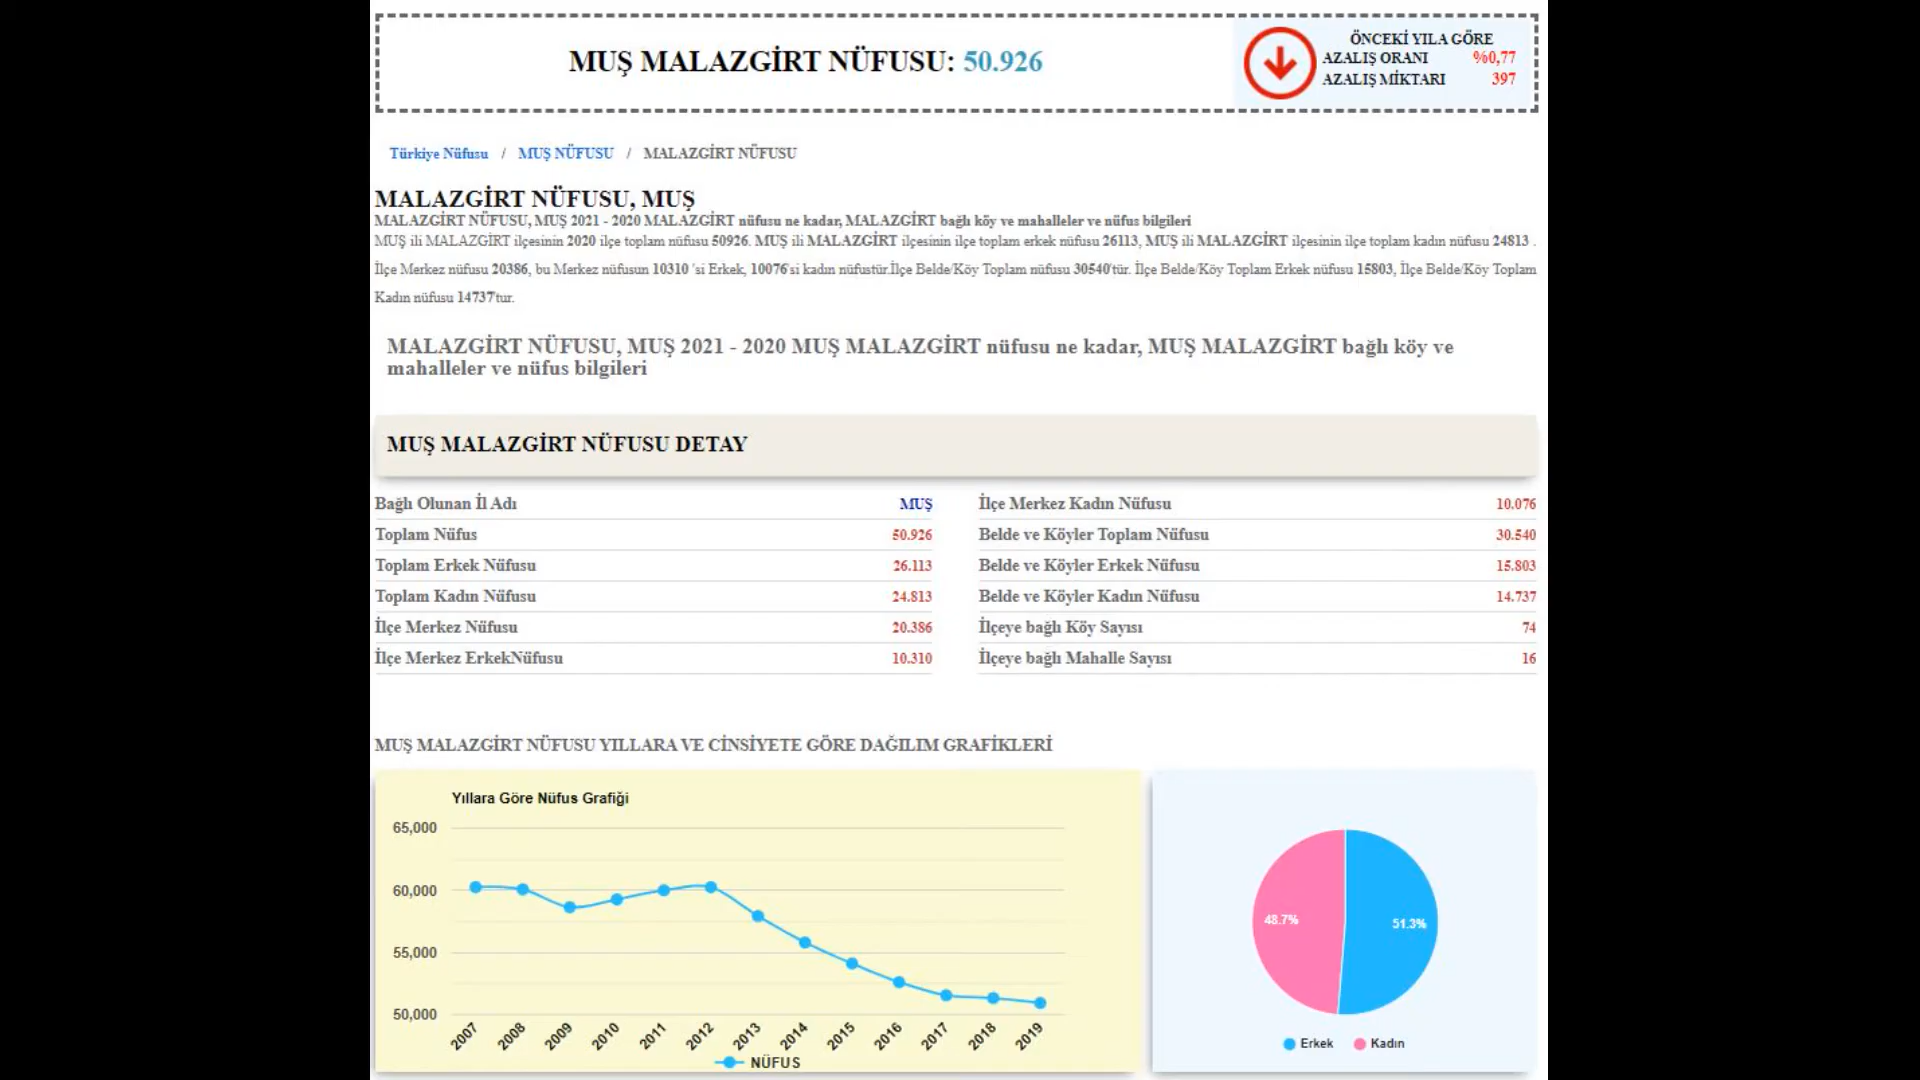 MUŞ MALAZGİRT NÜFUSU: 50.926
ÖNCEKİ YILA GÖRE
AZALIŞ ORANI %0,77
AZALIŞ MİKTARI 397
Türkiye Nüfusu / MUŞ NÜFUSU / MALAZGİRT NÜFUSU
MALAZGİRT NÜFUSU, MUŞ
MALAZGİRT NÜFUSU, MUŞ 2021 - 2020 MALAZGİRT nüfusu ne kadar, MALAZGİRT bağlı köy ve mahalleler ve nüfus bilgileri
MUŞ ili MALAZGİRT ilçesinin 2020 ilçe toplam nüfusu 50926. MUŞ ili MALAZGİRT ilçesinin ilçe toplam erkek nüfusu 26113, MUŞ ili MALAZGİRT ilçesinin ilçe toplam kadın nüfusu 24813 .
İlçe Merkez nüfusu 20386, bu Merkez nüfusun 10310 'si Erkek, 10076'si kadın nüfustür.İlçe Belde/Köy Toplam nüfusu 30540'tür. İlçe Belde/Köy Toplam Erkek nüfusu 15803, İlçe Belde/Köy Toplam
Kadın nüfusu 14737'tur.
MALAZGİRT NÜFUSU, MUŞ 2021 - 2020 MUŞ MALAZGİRT nüfusu ne kadar, MUŞ MALAZGİRT bağlı köy ve
mahalleler ve nüfus bilgileri
MUŞ MALAZGİRT NÜFUSU DETAY
Bağlı Olunan İl Adı MUŞ
Toplam Nüfus 50.926
Toplam Erkek Nüfusu 26.113
Toplam Kadın Nüfusu 24.813
İlçe Merkez Nüfusu 20.386
İlçe Merkez ErkekNüfusu 10.310
İlçe Merkez Kadın Nüfusu 10.076
Belde ve Köyler Toplam Nüfusu 30.540
Belde ve Köyler Erkek Nüfusu 15.803
Belde ve Köyler Kadın Nüfusu 14.737
İlçeye bağlı Köy Sayısı 74
İlçeye bağlı Mahalle Sayısı 16
MUŞ MALAZGİRT NÜFUSU YILLARA VE CİNSİYETE GÖRE DAĞILIM GRAFİKLERİ
Yıllara Göre Nüfus Grafiği
65,000
60,000
55,000
50,000
2007 2008 2009 2010 2011 2012 2013 2014 2015 2016 2017 2018 2019
NÜFUS
48.7% 51.3%
Erkek Kadın